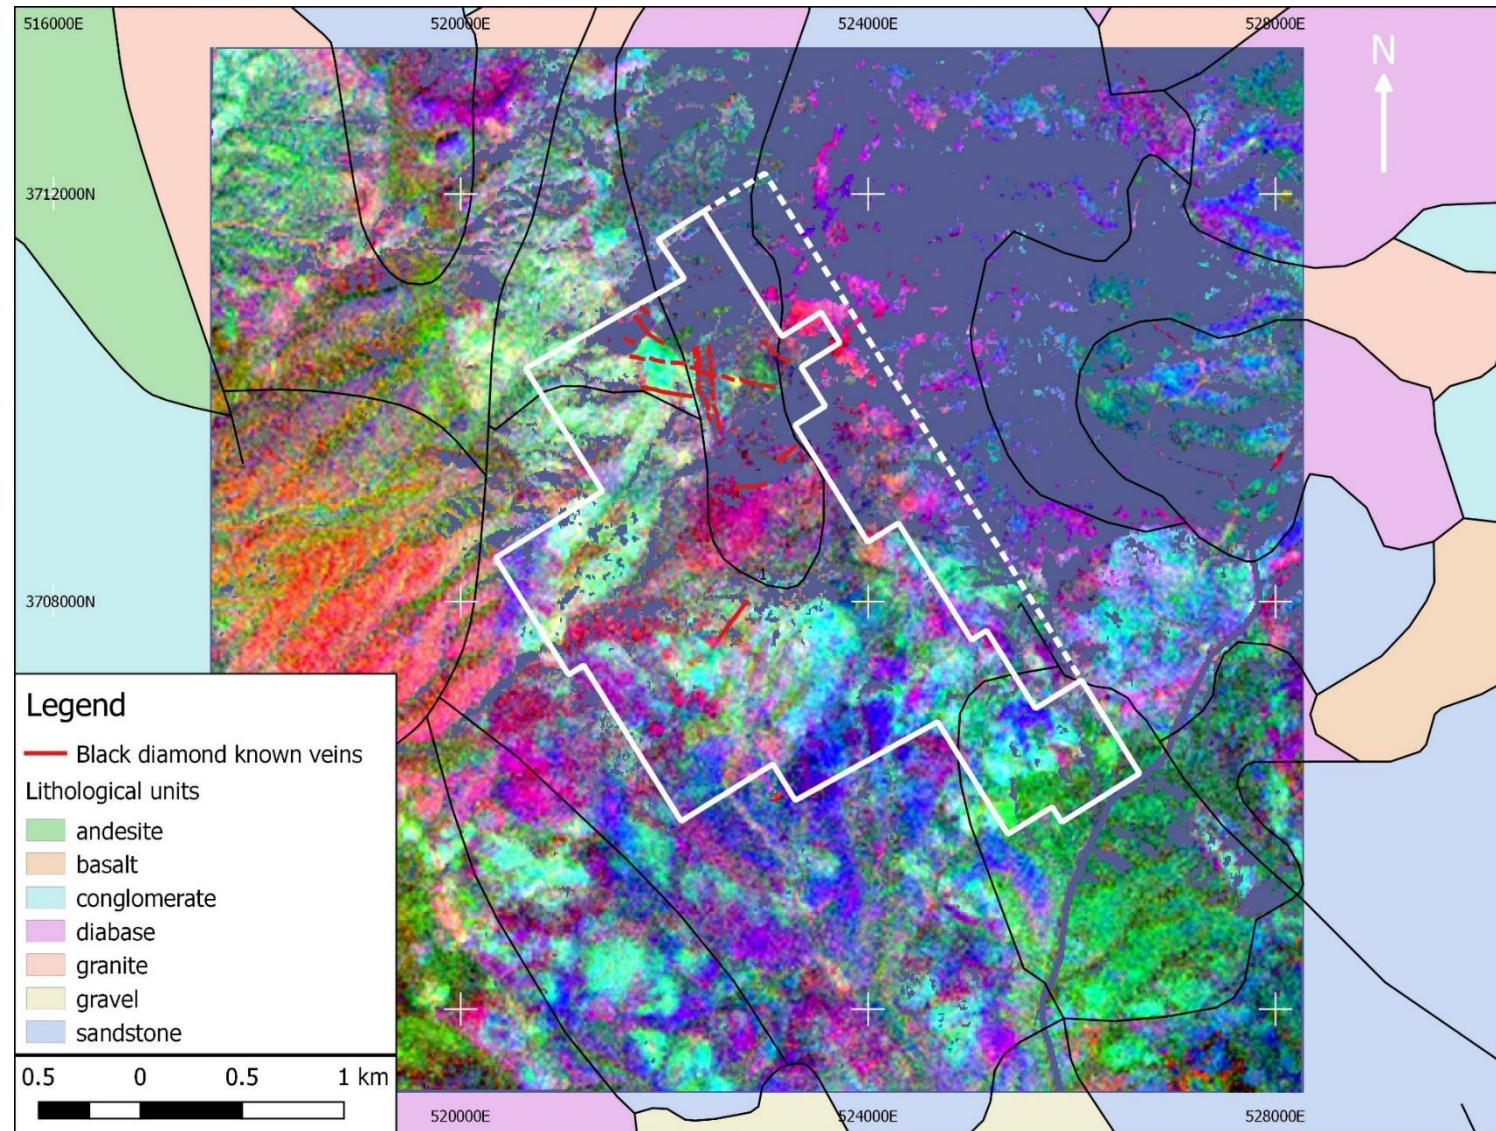 516000E 520000E 524000E 528000E
N
3712000N
3708000N
1
Legend
Black diamond known veins
Lithological units
andesite
basalt
conglomerate
diabase
granite
gravel
sandstone
0.5 0 0.5 1 km
520000E 524000E 528000E